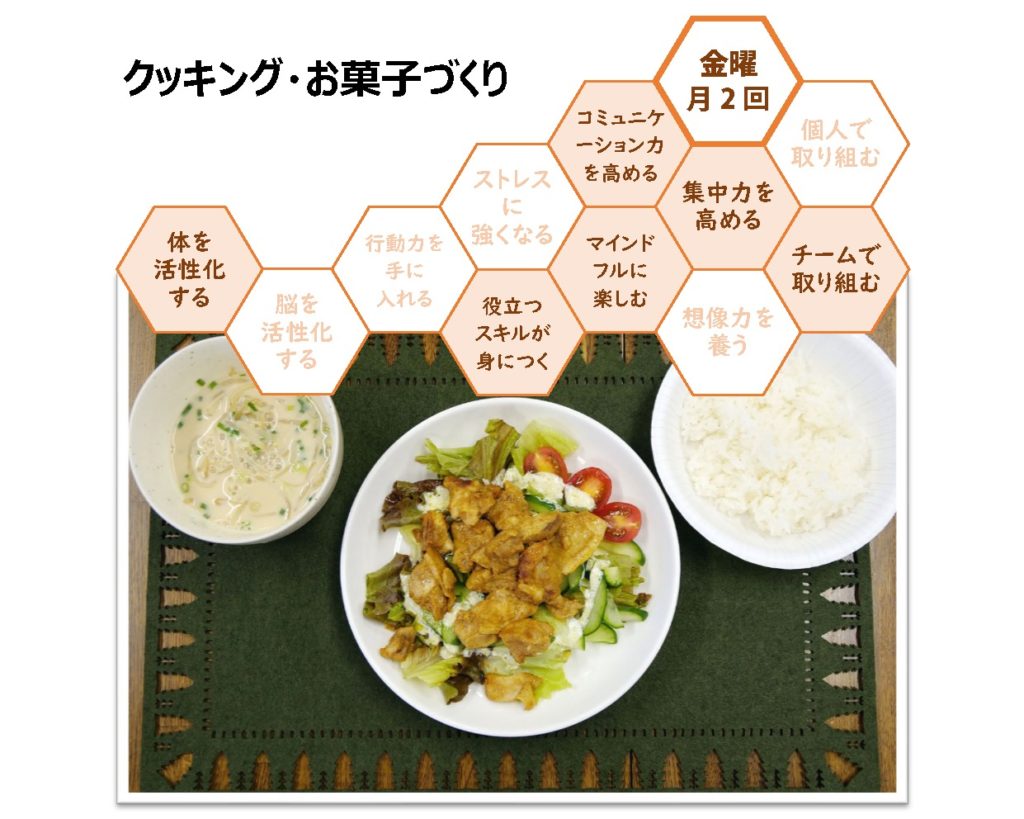 クッキング・お菓子づくり
金曜
月2回
コミュニケ
ーション力
を高める
個人で
取り組む
ストレス
に
強くなる
集中力を
高める
体を
活性化
する
行動力を
手に
入れる
マインド
フルに
楽しむ
チームで
取り組む
脳を
活性化
する
役立つ
スキルが
身につく
想像力を
養う